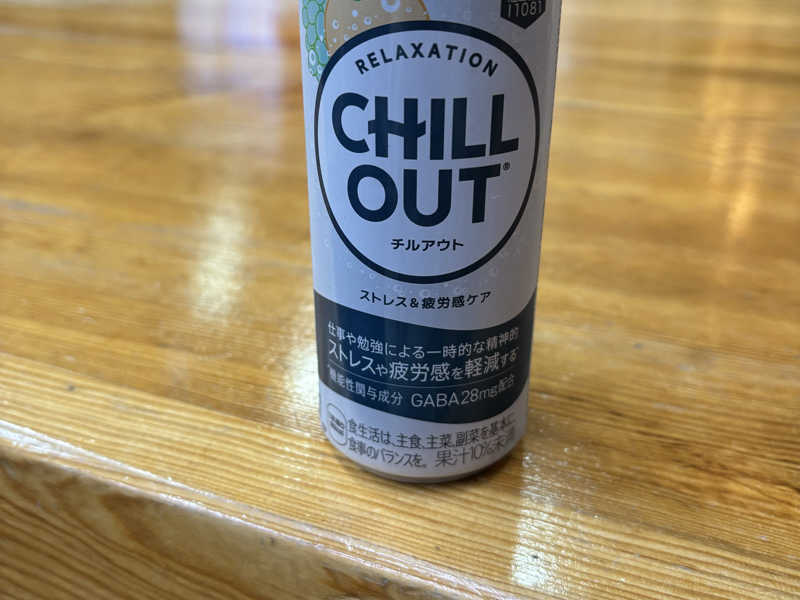 I1081
RELAXATION
CHILL
OUT®
チルアウト
ストレス&疲労感ケア
仕事や勉強による一時的な精神的
ストレスや疲労感を軽減する*
*機能性関与成分 GABA28mg配合
食生活は、主食、主菜、副菜を基本に、
食事のバランスを。 果汁10%未満